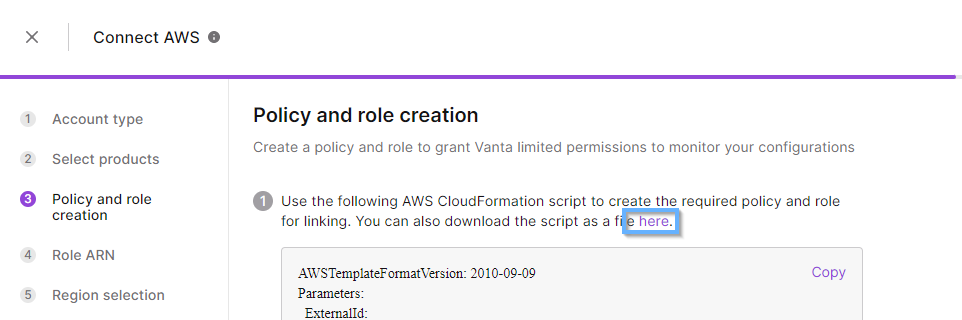 Connect AWS
1 Account type
2 Select products
3 Policy and role
creation
4 Role ARN
5 Region selection
Policy and role creation
Create a policy and role to grant Vanta limited permissions to monitor your configurations
1 Use the following AWS CloudFormation script to create the required policy and role
for linking. You can also download the script as a file here.
Copy
AWSTemplateFormatVersion: 2010-09-09
Parameters:
ExternalId: